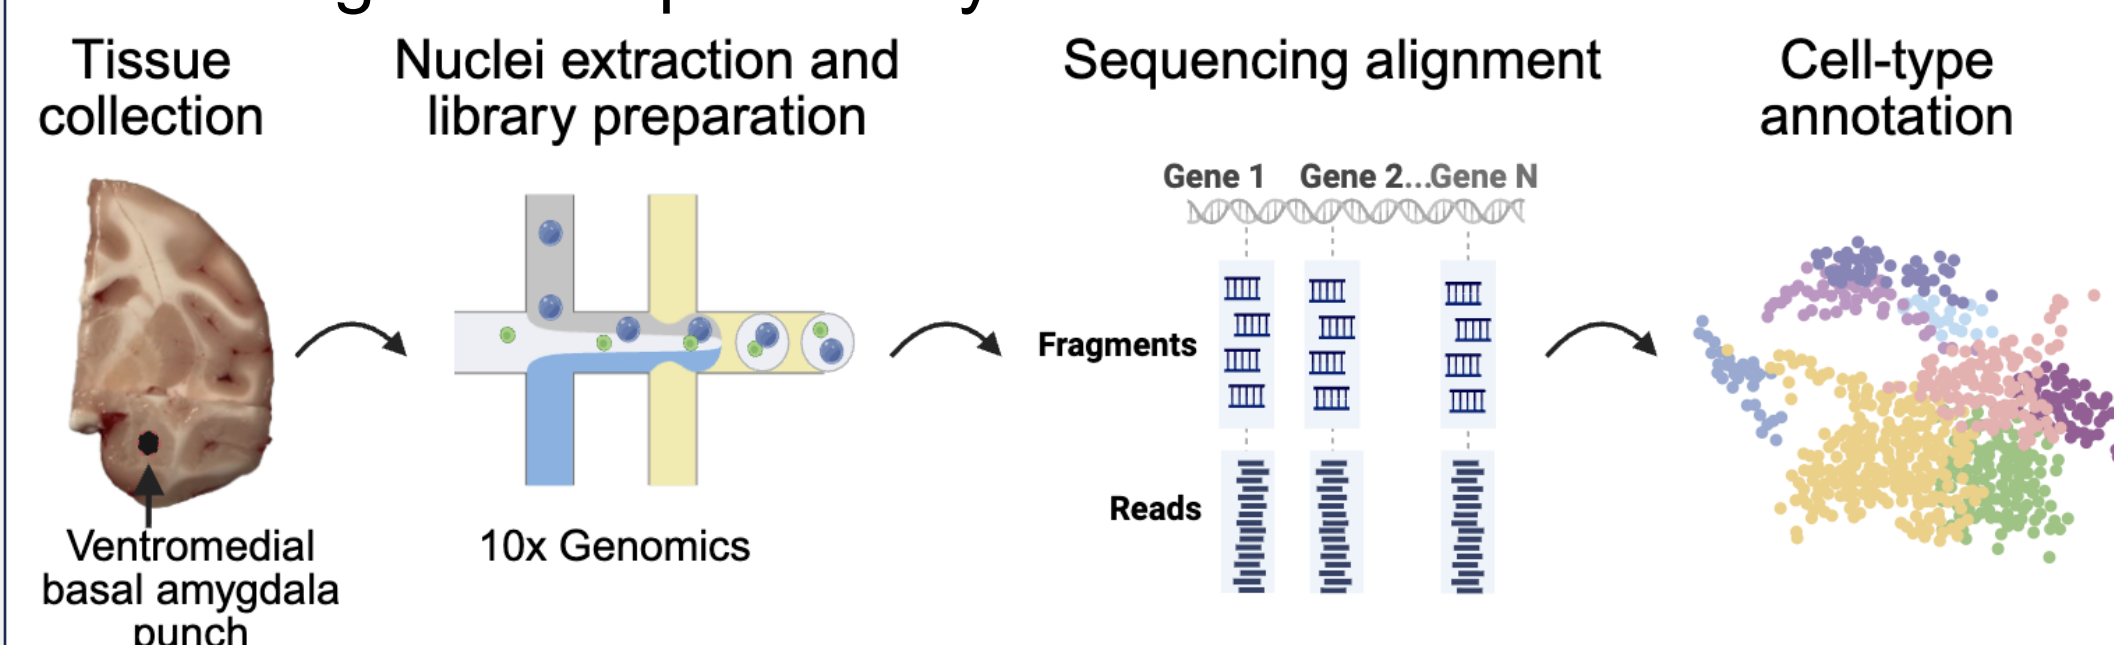 Tissue
collection
Nuclei extraction and
library preparation
Sequencing alignment
Cell-type
annotation
Gene 1 Gene 2...Gene N
Fragments
Reads
Ventromedial
basal amygdala
punch
10x Genomics